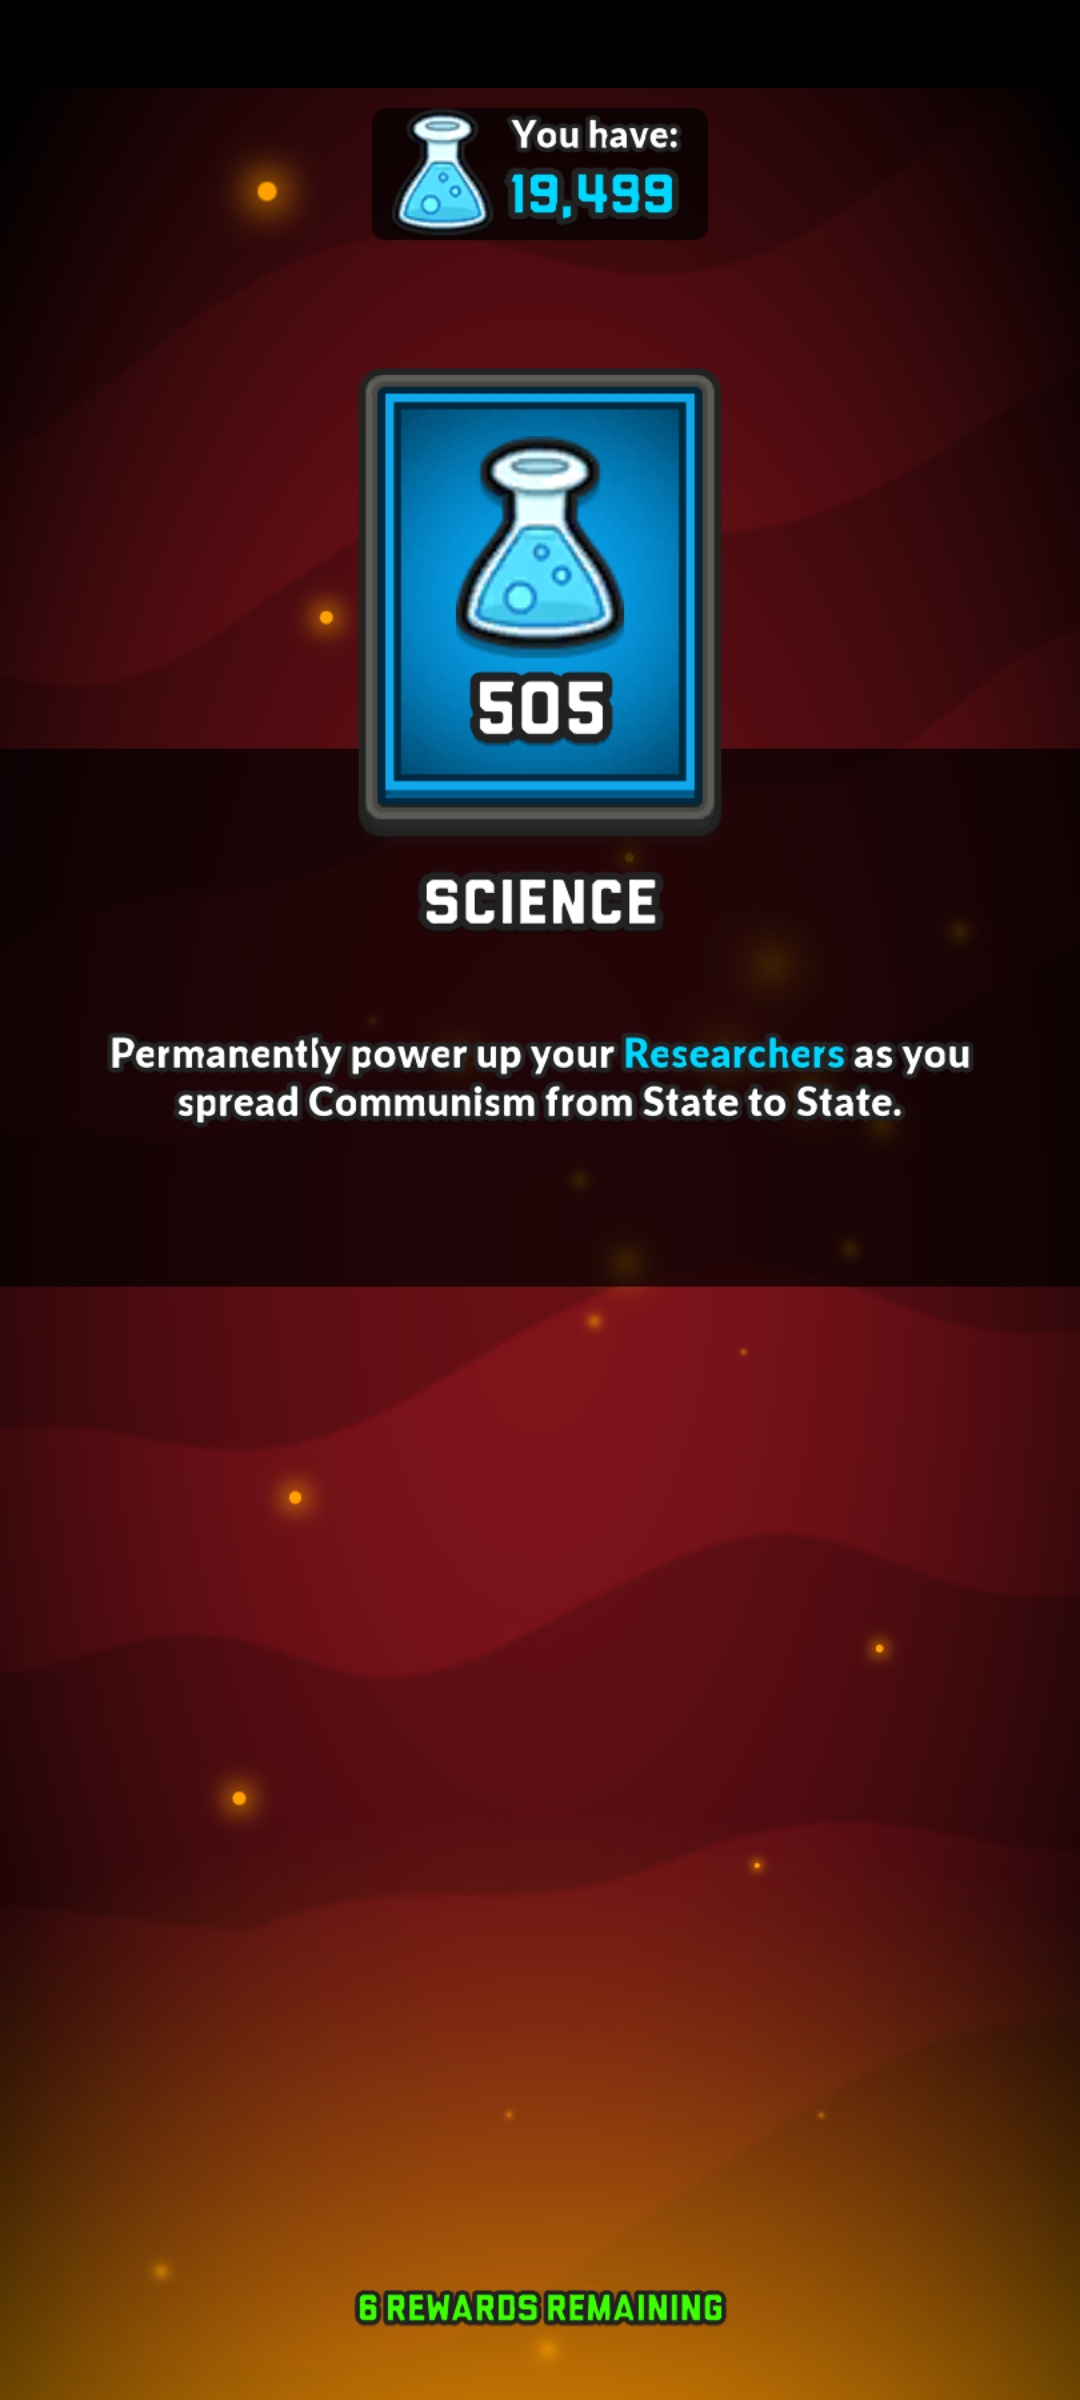 You have:
19,499
505
SCIENCE
Permanently power up your Researchers as you
spread Communism from State to State.
6 REWARDS REMAINING